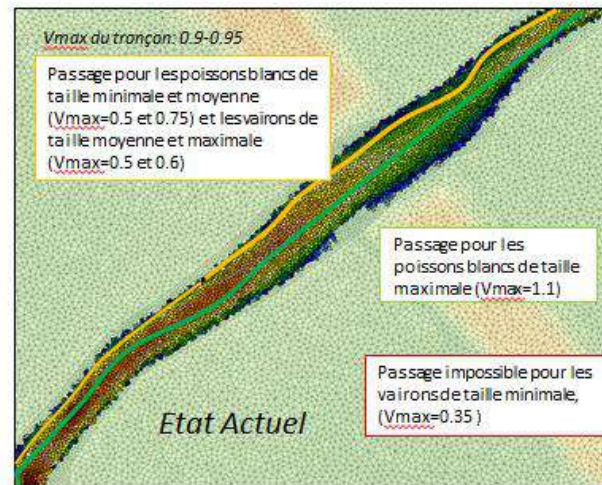 Vmax du tronçon: 0.9-0.95
Passage pour les poissons blancs de
taille minimale et moyenne
(Vmax=0.5 et 0.75) et les vairons de
taille moyenne et maximale
(Vmax=0.5 et 0.6)
Passage pour les
poissons blancs de taille
maximale (Vmax=1.1)
Passage impossible pour les
vairons de taille minimale,
(Vmax=0.35 )
Etat Actuel